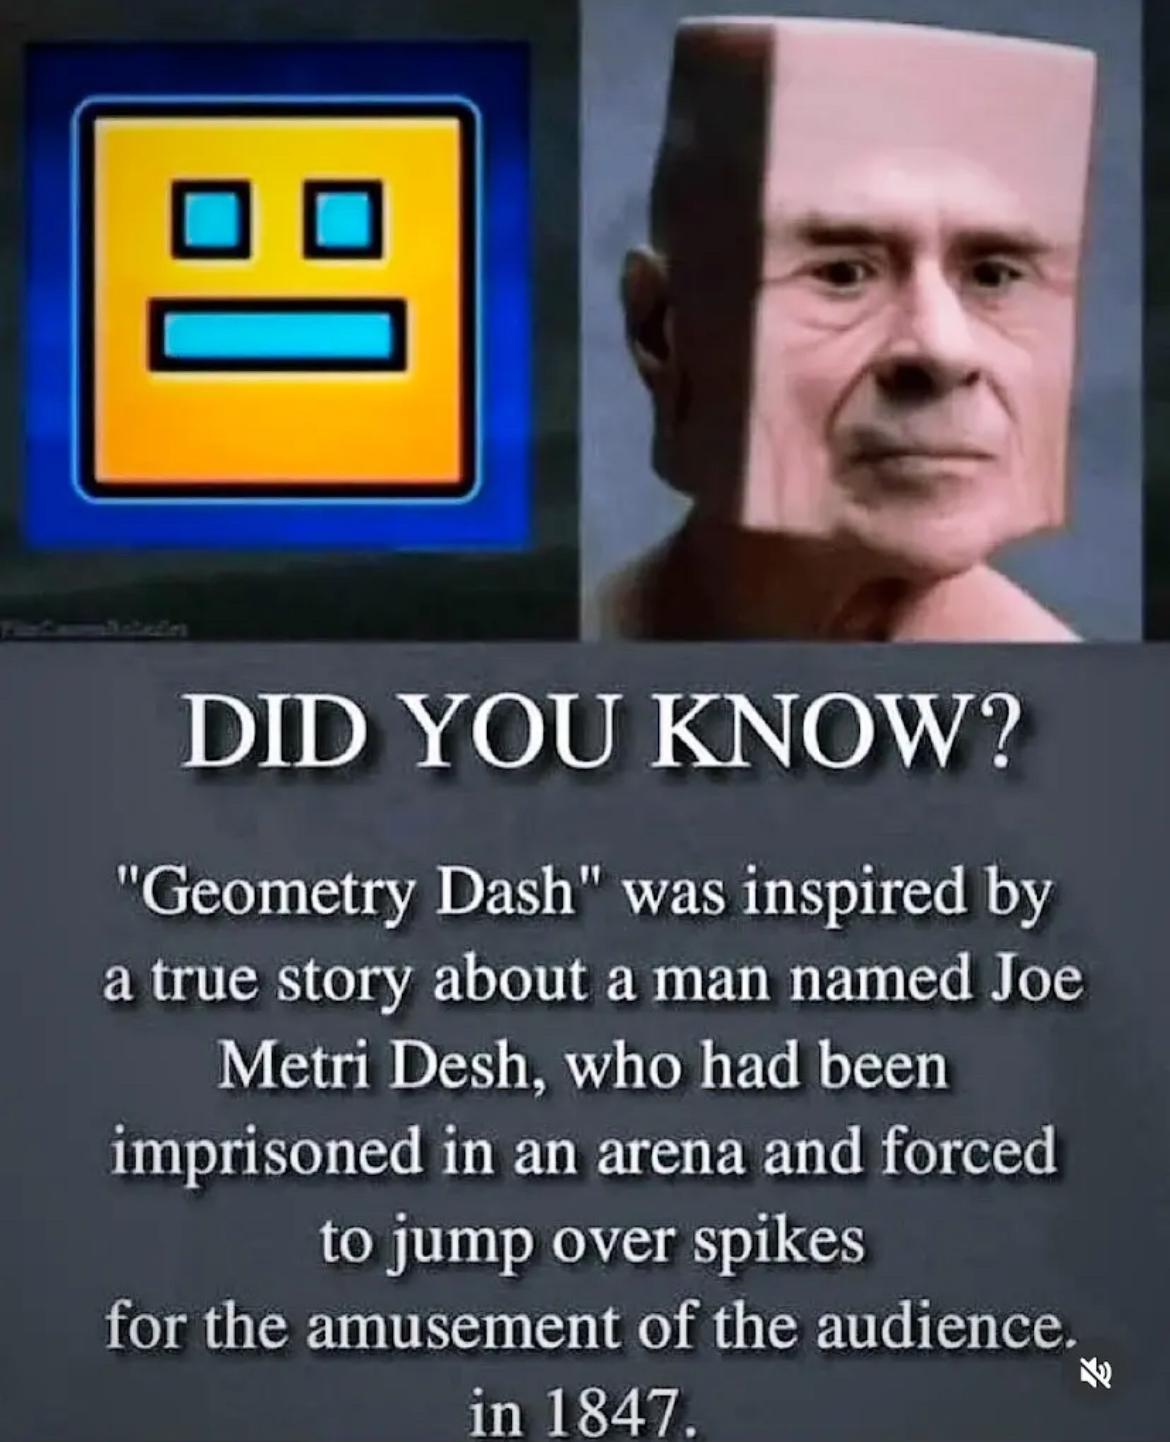 DID YOU KNOW?
"Geometry Dash" was inspired by
a true story about a man named Joe
Metri Desh, who had been
imprisoned in an arena and forced
to jump over spikes
for the amusement of the audience.
in 1847.